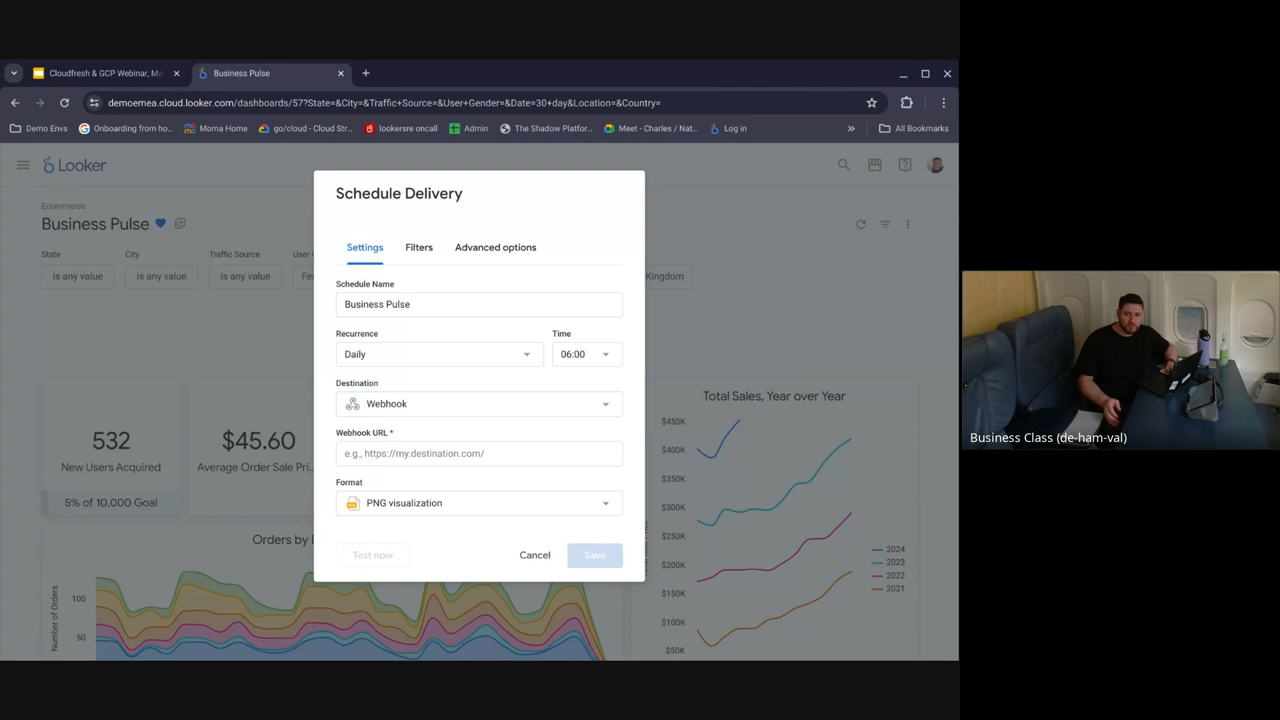 Cloudfresh & GCP Webinar, Ma
Business Pulse
demoemea.cloud.looker.com/dashboards/57?State=&City=&Traffic+Source=&User+Gender=&Date=30+day&Location=&Country=
Demo Envs
Onboarding from ho...
Moma Home
go/cloud - Cloud Str...
lookersre oncall
Admin
The Shadow Platfor...
Meet - Charles / Nat...
Log in
All Bookmarks
Looker
Ecommerce
Business Pulse
State
City
Traffic Source
User
is any value
is any value
is any value
Kingdom
Schedule Delivery
Settings
Filters
Advanced options
Schedule Name
Business Pulse
Recurrence
Time
Daily
06:00
Destination
Webhook
Webhook URL *
e.g., https://my.destination.com/
Format
PNG visualization
Test now
Cancel
Save
532
New Users Acquired
5% of 10,000 Goal
$45.60
Average Order Sale Pri...
Orders by
Number of Orders
100
50
Total Sales, Year over Year
$450K
$400K
$350K
$300K
$250K
$200K
$150K
$100K
$50K
2024
2023
2022
2021
Business Class (de-ham-val)